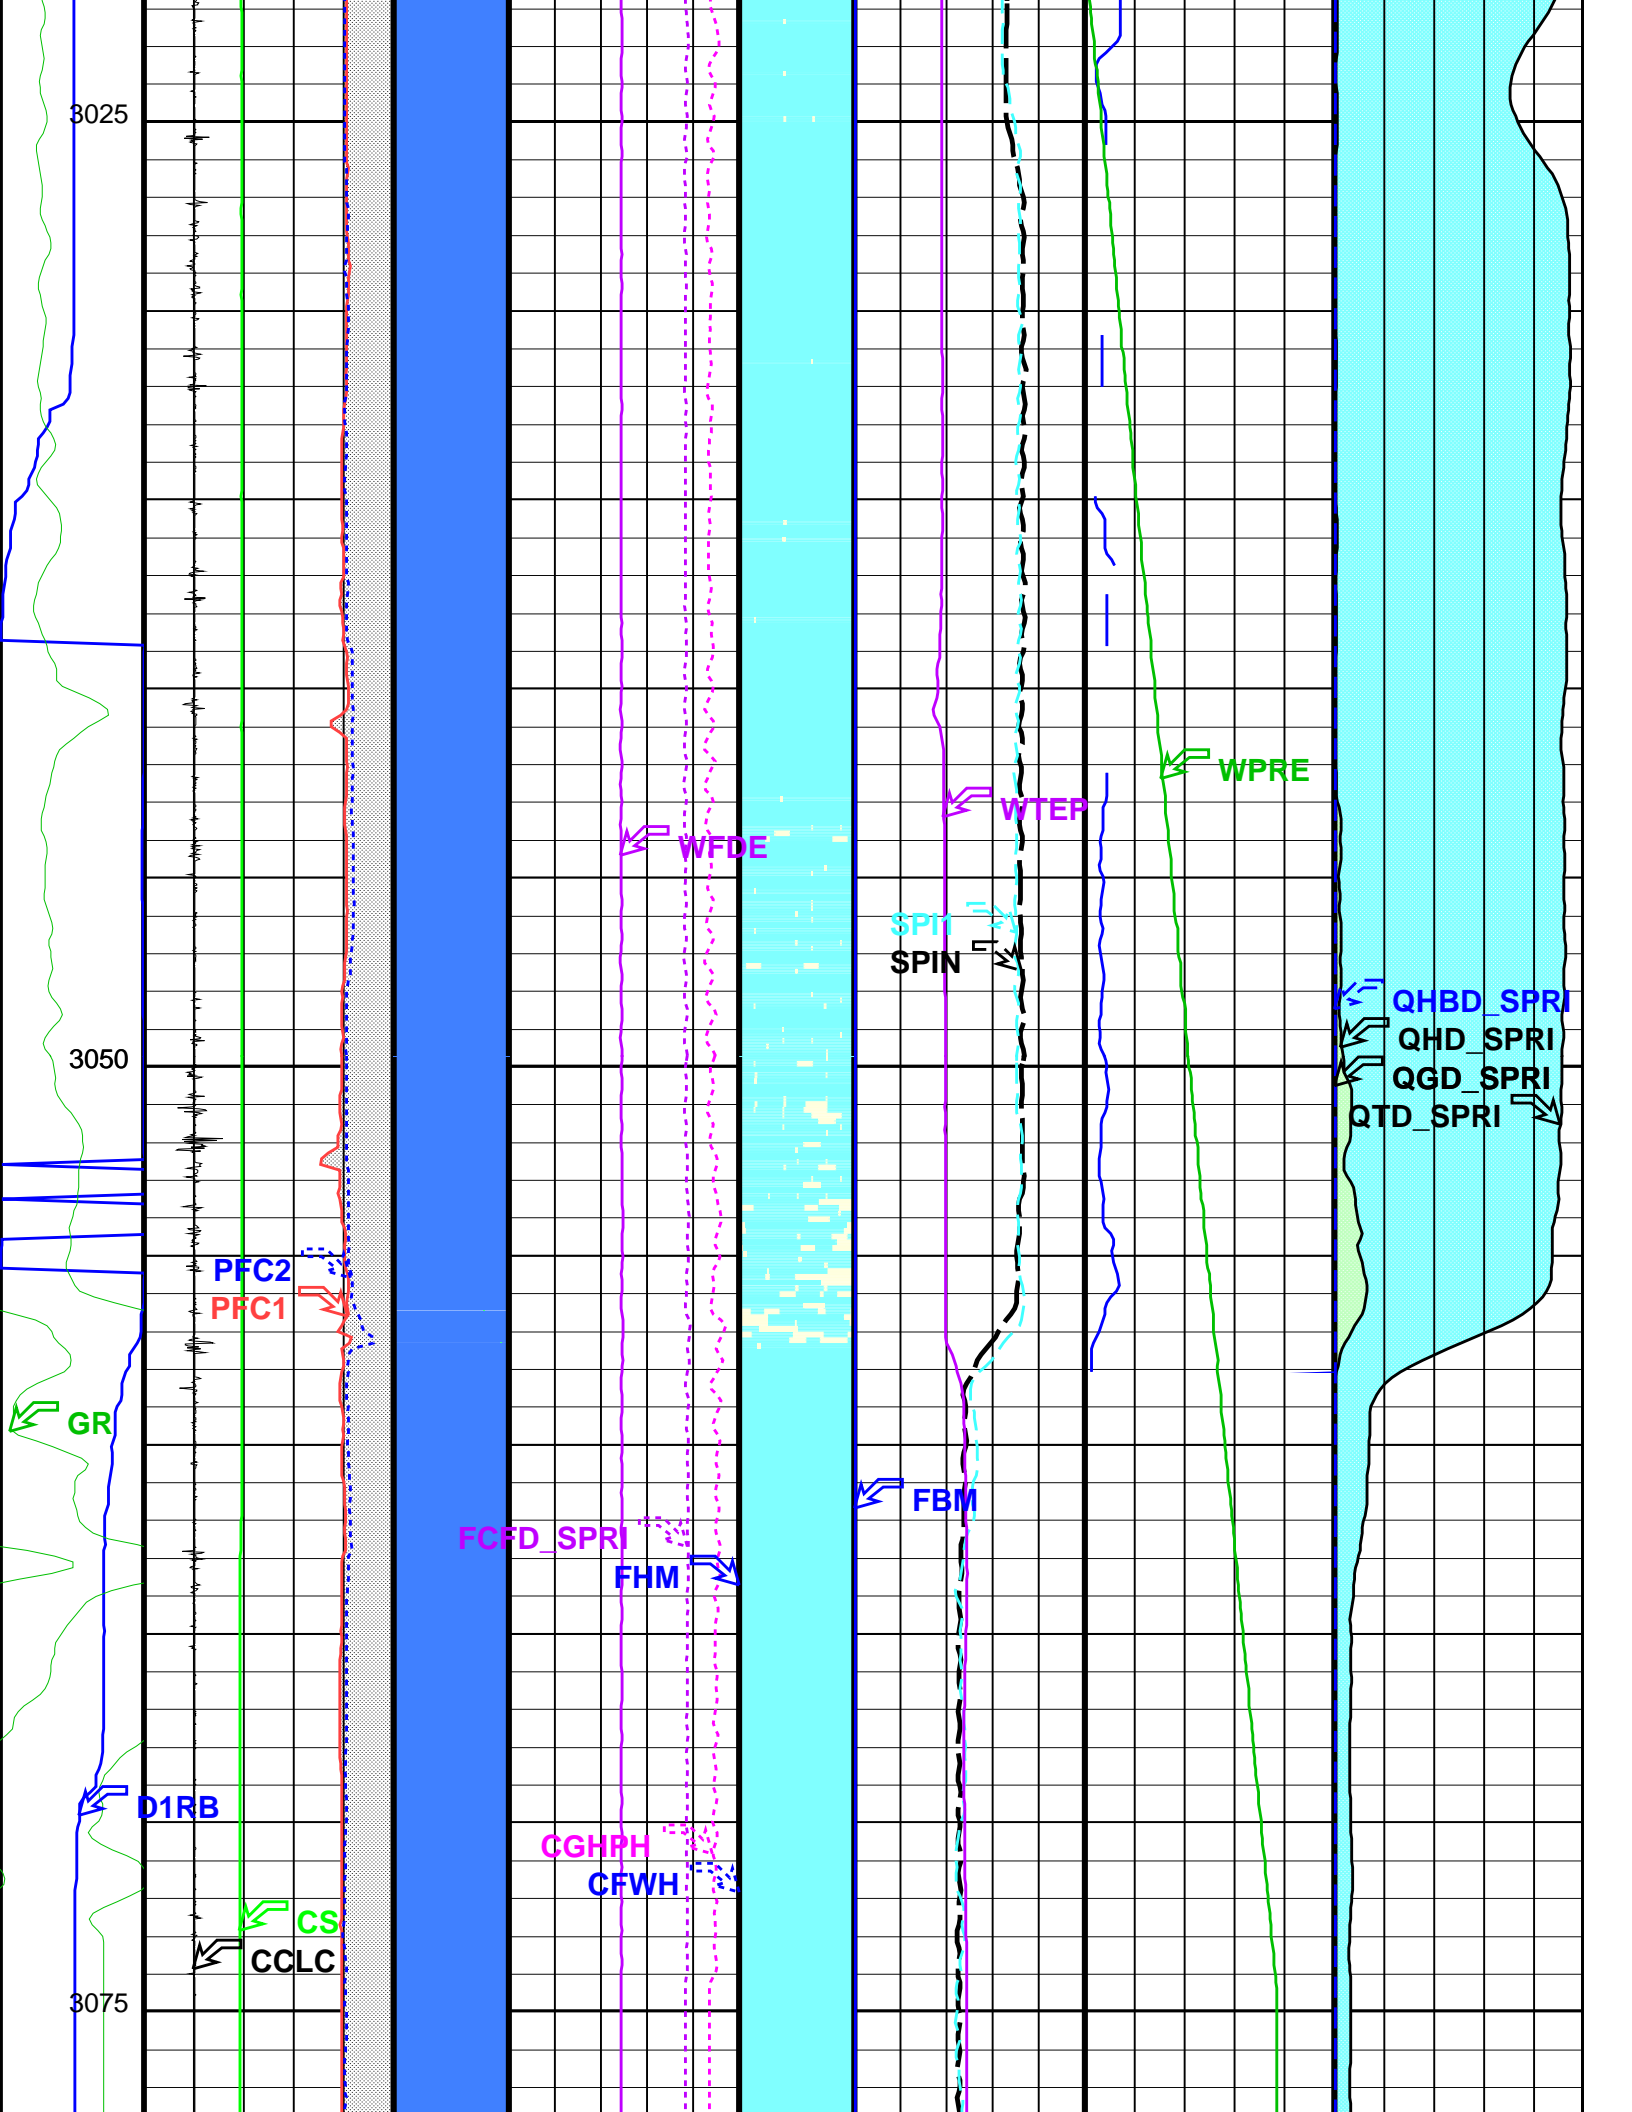 3025
WPRE
WTEP
WFDE
SPI1
SPIN
QHBD_SPRI
QHD_SPRI
3050
QGD_SPRI
QTD_SPRI
PFC2
PFC1
GR
FBM
FCFD_SPRI
FHM
D1RB
CGHPH
CFWH
CS
CCLC
3075